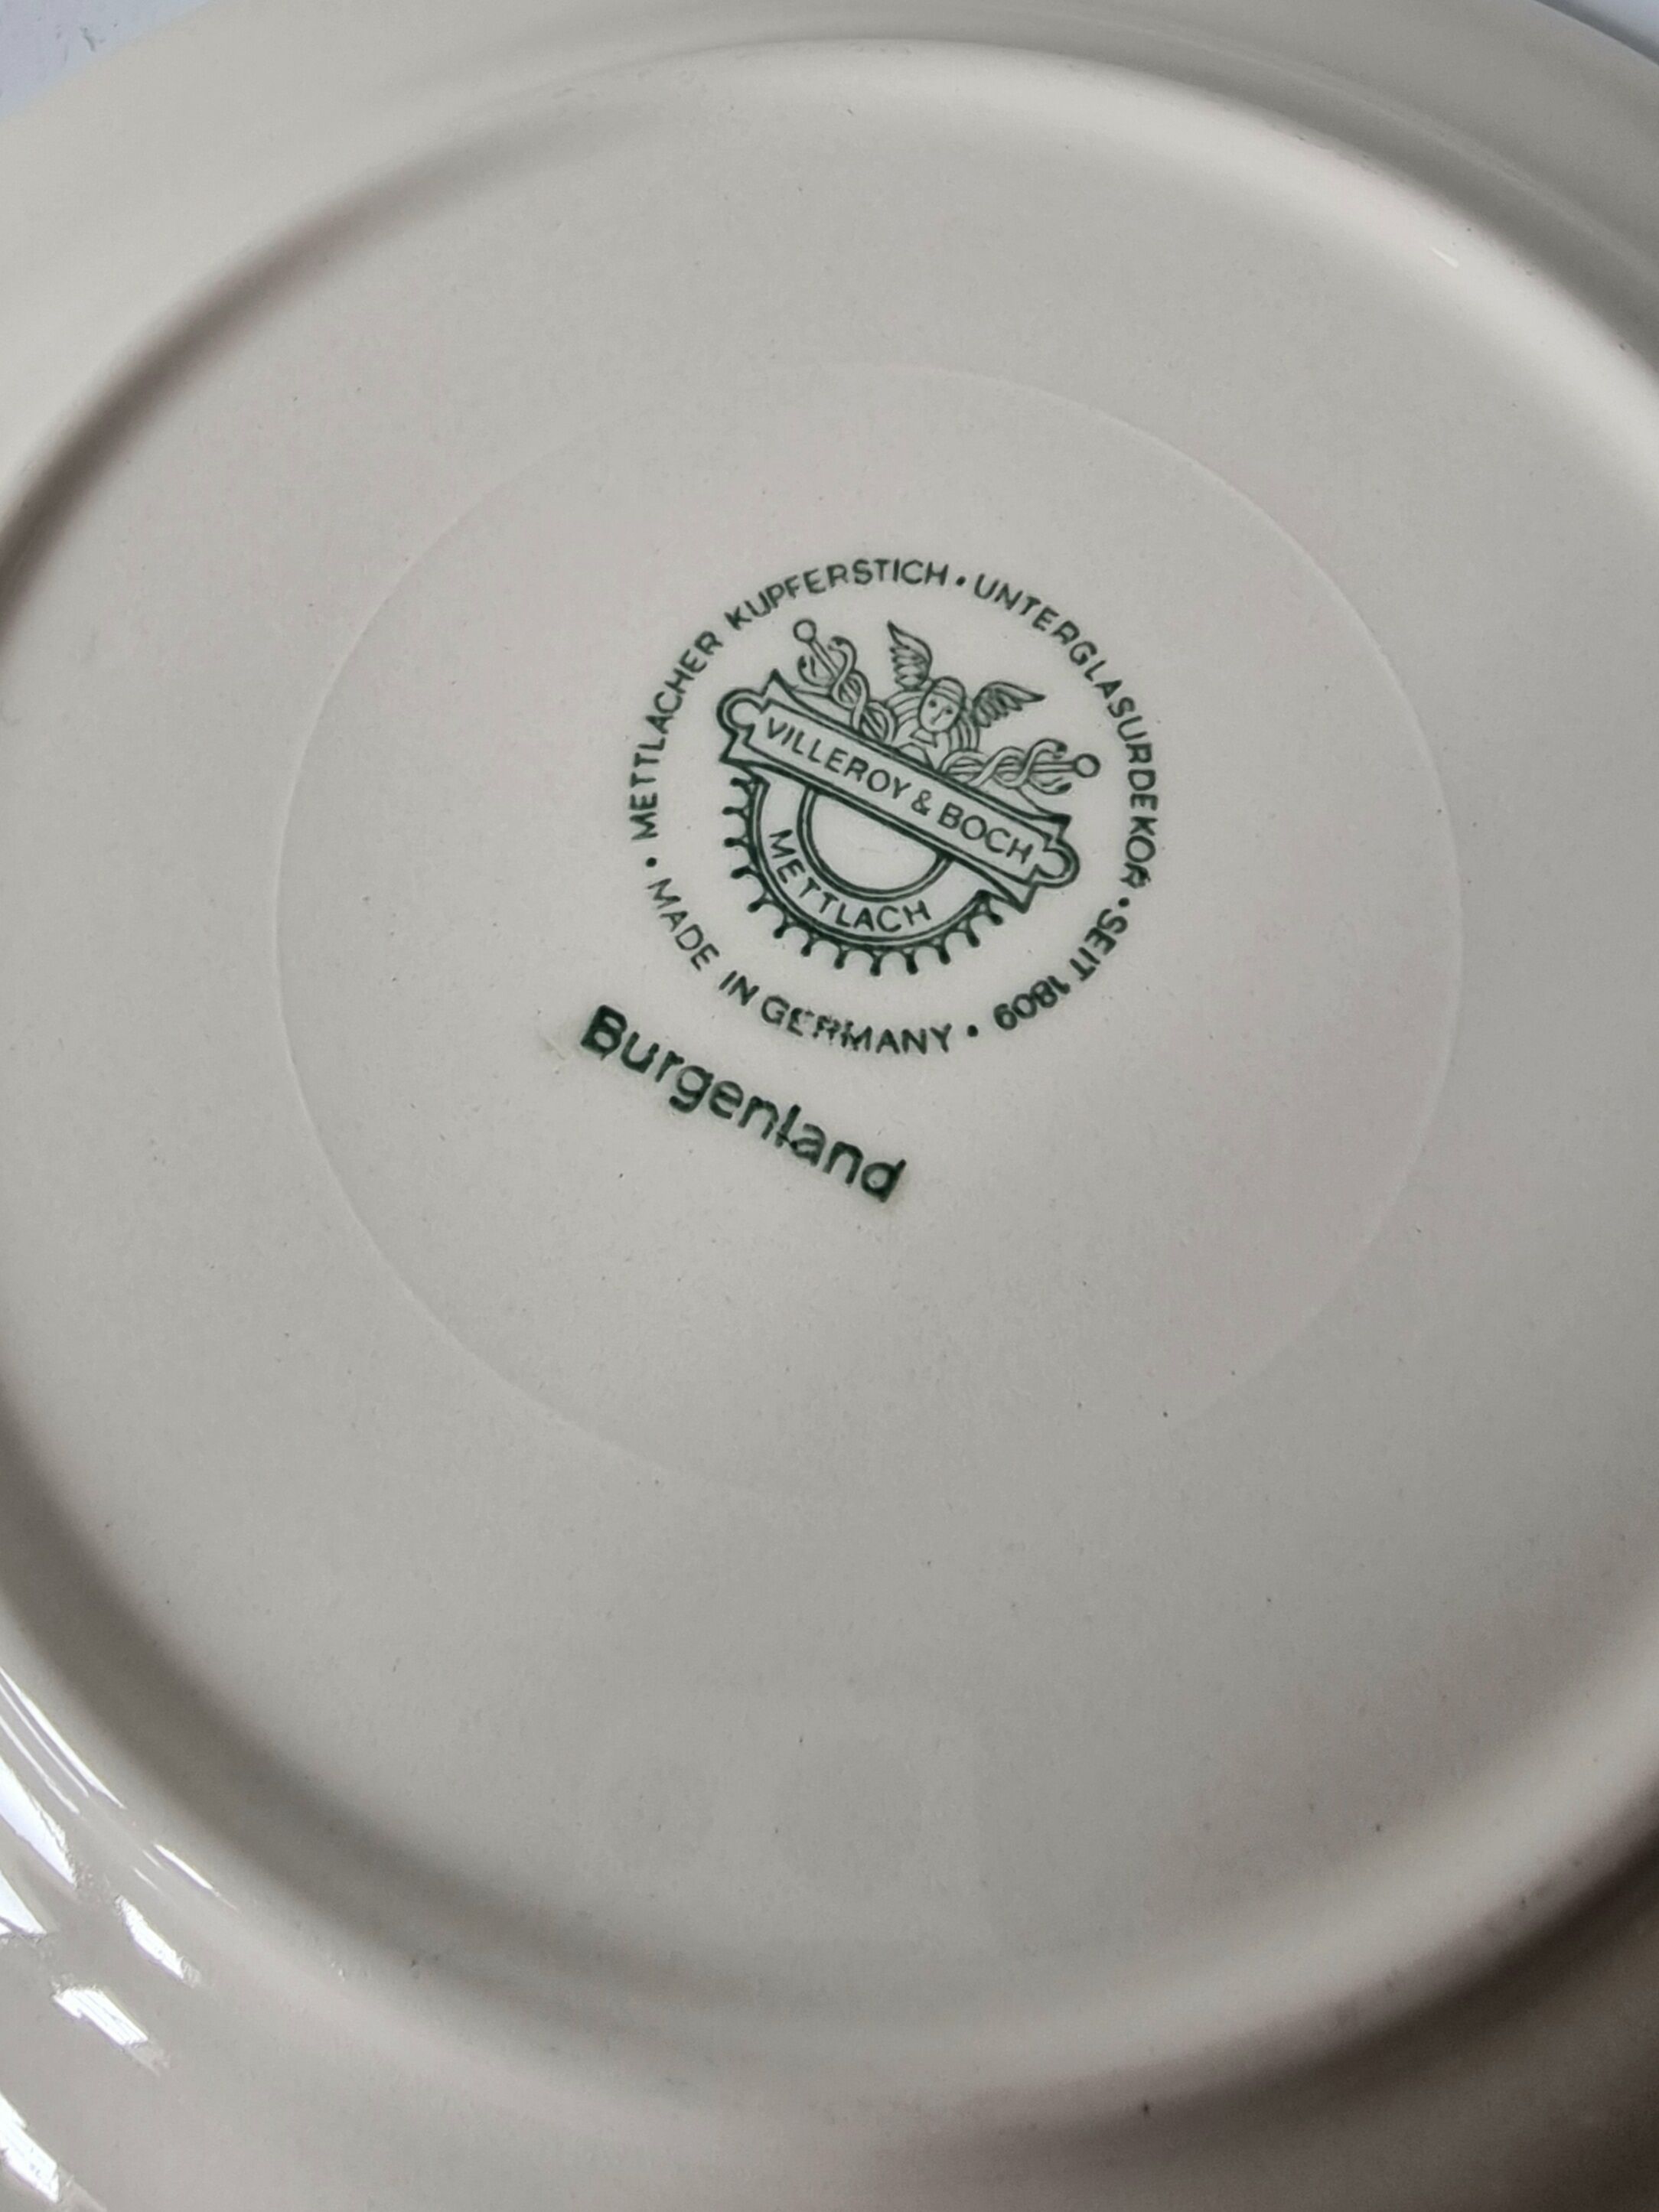 METTLACHER KUPFERSTICH • UNTERGLASURDEKOR • SEIT 1809 • MADE IN GERMANY •
VILLEROY & BOCH
METTLACH
Burgenland